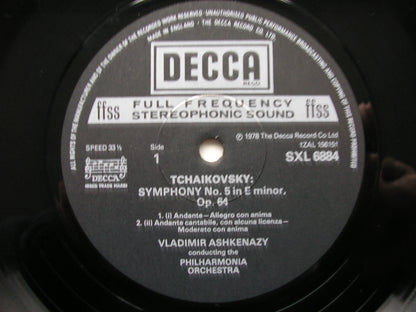 ALL RIGHTS OF THE MANUFACTURER AND OF THE OWNER OF THE RECORDED WORK RESERVED · UNAUTHORISED PUBLIC PERFORMANCE BROADCASTING AND COPYING OF THIS RECORD PROHIBITED
MADE IN ENGLAND · THE DECCA RECORD CO. LTD.
DECCA
REGD
ffss FULL FREQUENCY ffss
STEREOPHONIC SOUND
℗ 1978 The Decca Record Co Ltd
SPEED 33⅓ Side ZAL 15615
1 SXL 6884
DECCA
TCHAIKOVSKY:
SYMPHONY No. 5 in E minor,
Op. 64
1. (i) Andante – Allegro con anima
2. (ii) Andante cantabile, con alcuna licenza –
Moderato con anima
VLADIMIR ASHKENAZY
conducting the
PHILHARMONIA
ORCHESTRA